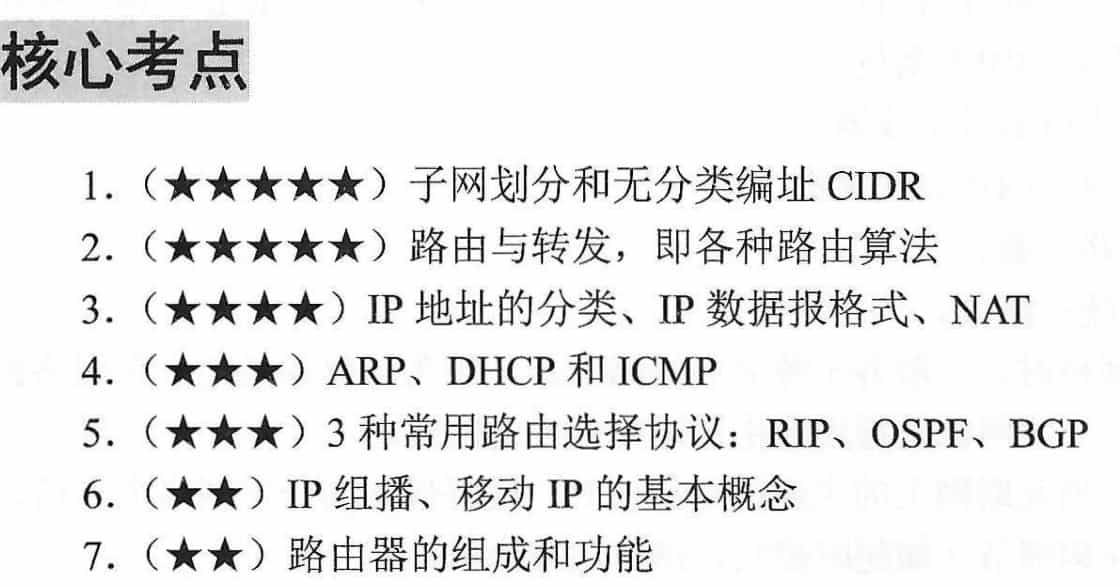 核心考点
1.（★★★★★）子网划分和无分类编址 CIDR
2.（★★★★★）路由与转发，即各种路由算法
3.（★★★★）IP 地址的分类、IP 数据报格式、NAT
4.（★★★）ARP、DHCP 和 ICMP
5.（★★★）3 种常用路由选择协议：RIP、OSPF、BGP
6.（★★）IP 组播、移动 IP 的基本概念
7.（★★）路由器的组成和功能